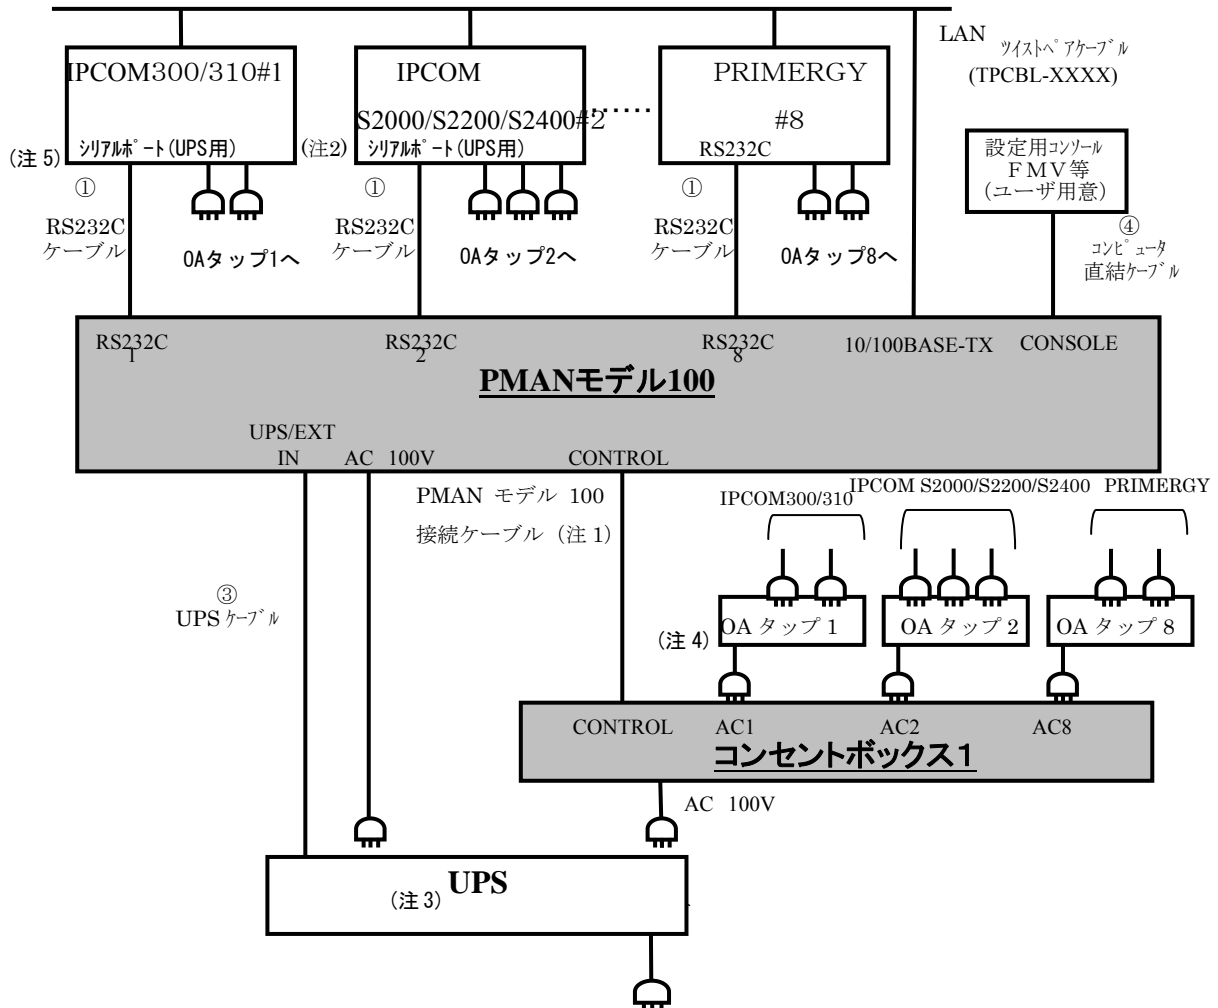 LAN
ツイストペアケーブル
(TPCBL-XXXX)
IPCOM300/310#1
シリアルポート(UPS用)
(注 5)
①
RS232C
ケーブル
OAタップ1へ
IPCOM
S2000/S2200/S2400#2
シリアルポート(UPS用)
(注2)
①
RS232C
ケーブル
OAタップ2へ
PRIMERGY
#8
RS232C
①
RS232C
ケーブル
OAタップ8へ
設定用コンソール
FMV等
(ユーザ用意)
④
コンピュータ
直結ケーブル
RS232C
1
RS232C
2
RS232C
8
10/100BASE-TX
CONSOLE
PMANモデル100
UPS/EXT
IN
AC 100V
CONTROL
PMAN モデル 100
接続ケーブル (注 1)
③
UPS ケーブル
IPCOM300/310
IPCOM S2000/S2200/S2400
PRIMERGY
(注 4)
OA タップ 1
OA タップ 2
OA タップ 8
CONTROL
AC1
AC2
AC8
コンセントボックス1
AC 100V
UPS
(注 3)